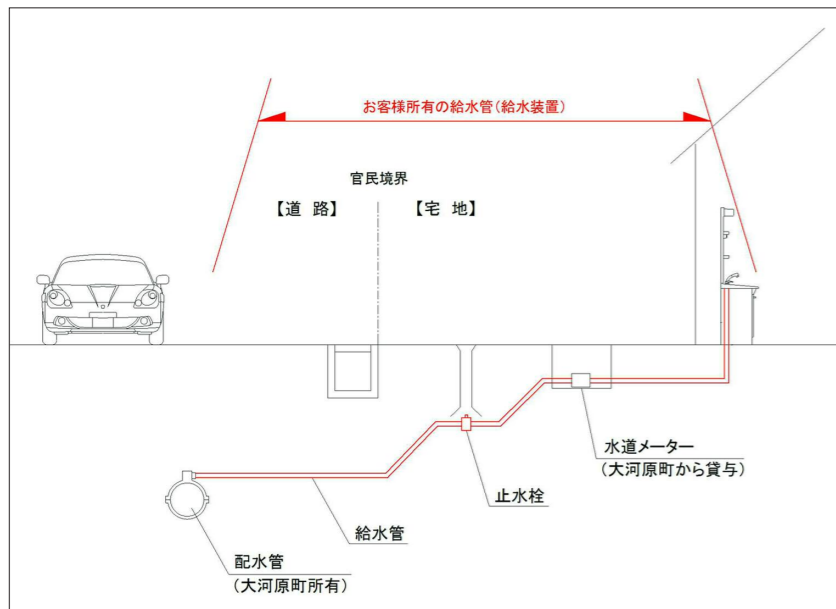 お客様所有の給水管(給水装置)
官民境界
【道 路】 【宅 地】
水道メーター
(大河原町から貸与)
止水栓
給水管
配水管
(大河原町所有)